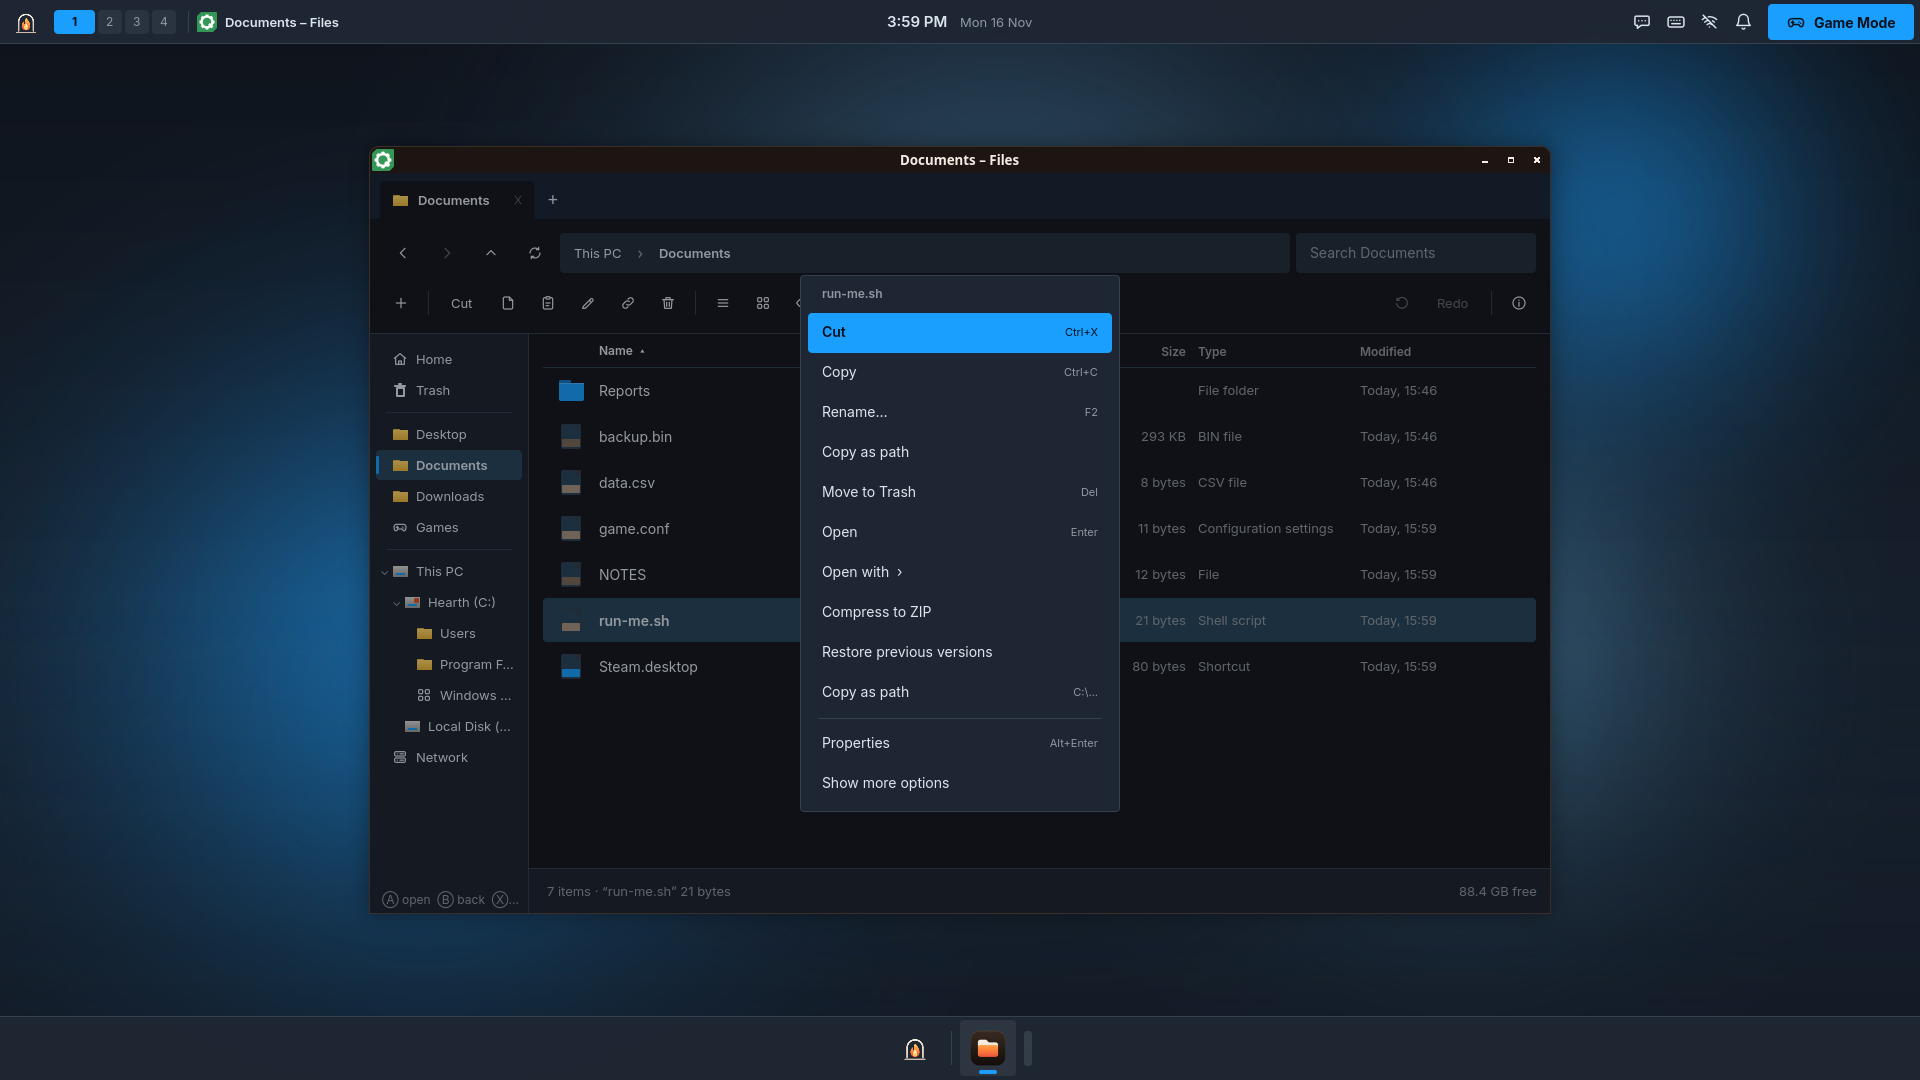 1 2 3 4 Documents – Files 3:59 PM Mon 16 Nov Game Mode
Documents – Files
Documents X +
This PC › Documents Search Documents
Cut Redo
run-me.sh
Cut Ctrl+X
Copy Ctrl+C
Rename... F2
Copy as path
Move to Trash Del
Open Enter
Open with ›
Compress to ZIP
Restore previous versions
Copy as path C:\...
Properties Alt+Enter
Show more options
Home
Trash
Desktop
Documents
Downloads
Games
This PC
Hearth (C:)
Users
Program F...
Windows ...
Local Disk (...
Network
A open B back X...
Name Size Type Modified
Reports File folder Today, 15:46
backup.bin 293 KB BIN file Today, 15:46
data.csv 8 bytes CSV file Today, 15:46
game.conf 11 bytes Configuration settings Today, 15:59
NOTES 12 bytes File Today, 15:59
run-me.sh 21 bytes Shell script Today, 15:59
Steam.desktop 80 bytes Shortcut Today, 15:59
7 items · “run-me.sh” 21 bytes 88.4 GB free